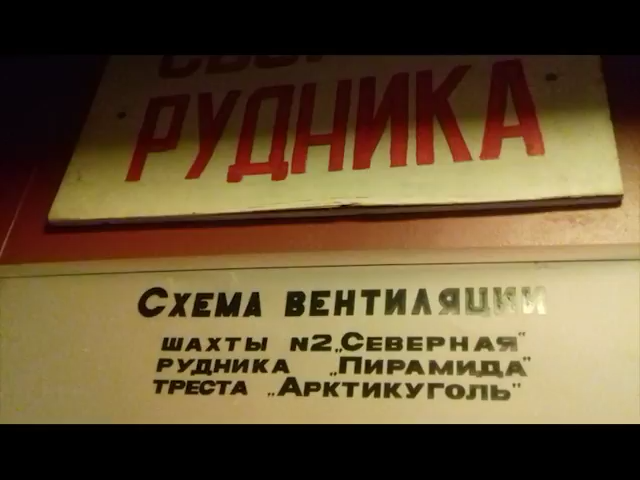 РУДНИКА
СХЕМА ВЕНТИЛЯЦИИ
ШАХТЫ N2 „СЕВЕРНАЯ"
РУДНИКА „ПИРАМИДА"
ТРЕСТА „АРКТИКУГОЛЬ"